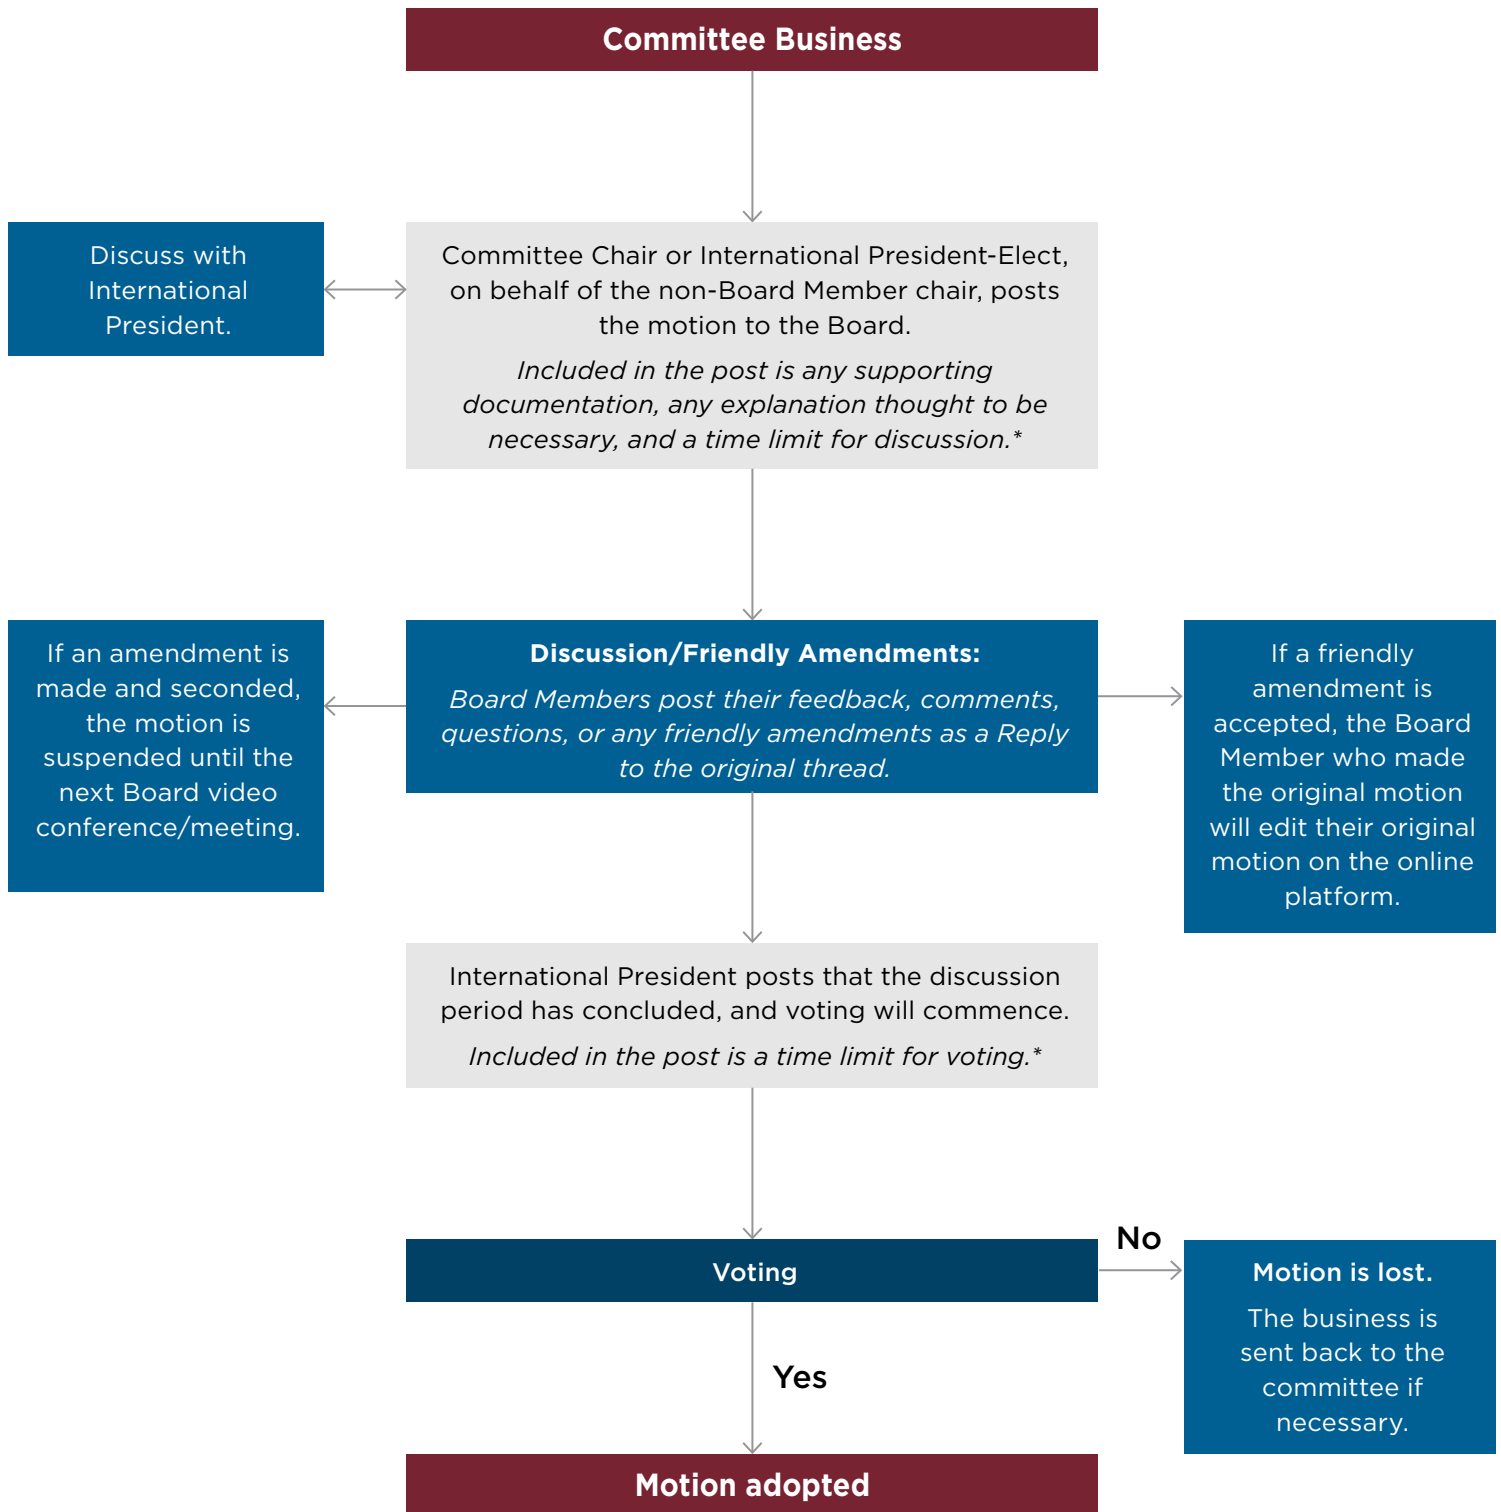 Committee Business
Discuss with
International
President.
Committee Chair or International President-Elect,
on behalf of the non-Board Member chair, posts
the motion to the Board.
Included in the post is any supporting
documentation, any explanation thought to be
necessary, and a time limit for discussion.*
If an amendment is
made and seconded,
the motion is
suspended until the
next Board video
conference/meeting.
Discussion/Friendly Amendments:
Board Members post their feedback, comments,
questions, or any friendly amendments as a Reply
to the original thread.
If a friendly
amendment is
accepted, the Board
Member who made
the original motion
will edit their original
motion on the online
platform.
International President posts that the discussion
period has concluded, and voting will commence.
Included in the post is a time limit for voting.*
Voting
No
Motion is lost.
The business is
sent back to the
committee if
necessary.
Yes
Motion adopted